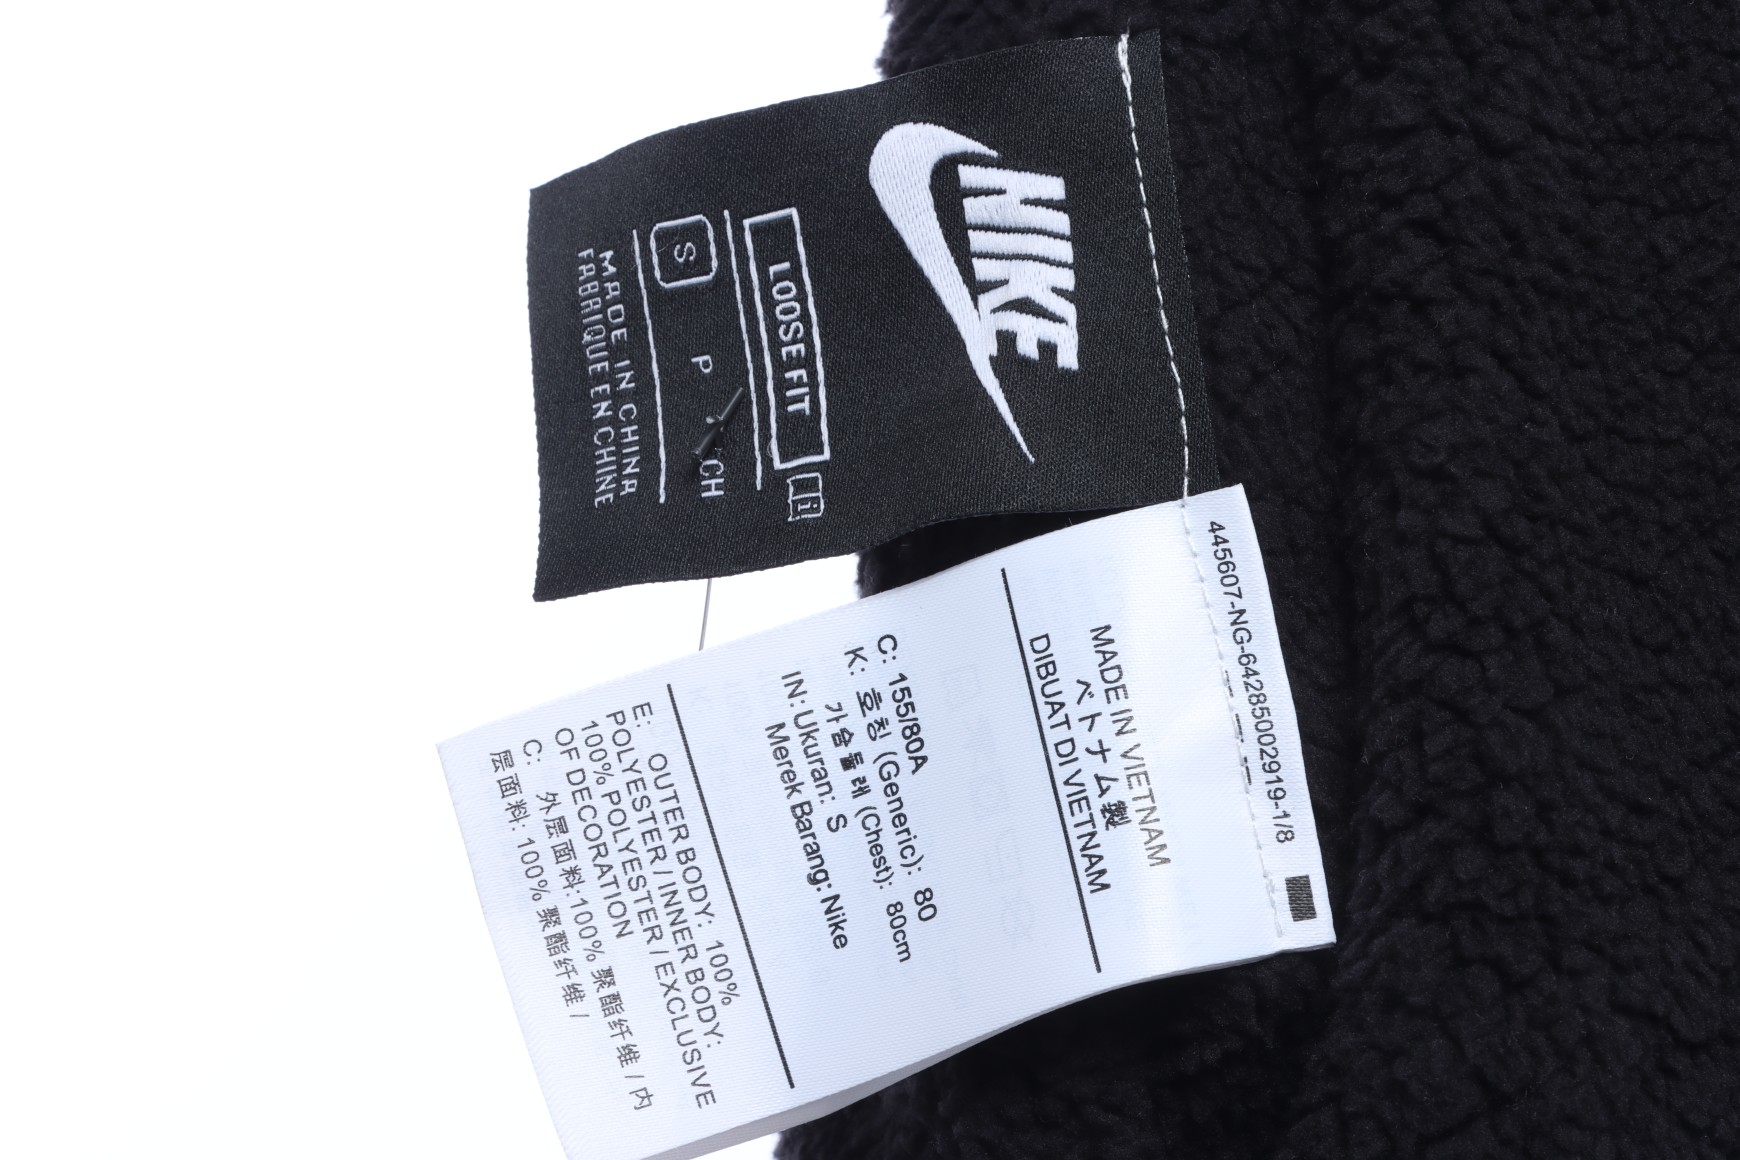 NIKE
LOOSE FIT
S P CH
MADE IN CHINA
FABRIQUE EN CHINE
445607-NG-64285002919-1/8
MADE IN VIETNAM
ベトナム製
DIBUAT DI VIETNAM
C: 155/80A
K: 호칭 (Generic): 80
가슴둘레 (Chest): 80cm
IN: Ukuran: S
Merek Barang: Nike
E: OUTER BODY: 100%
POLYESTER / INNER BODY:
100% POLYESTER / EXCLUSIVE
OF DECORATION
C: 外层面料:100% 聚酯纤维 / 内
层面料: 100% 聚酯纤维 /